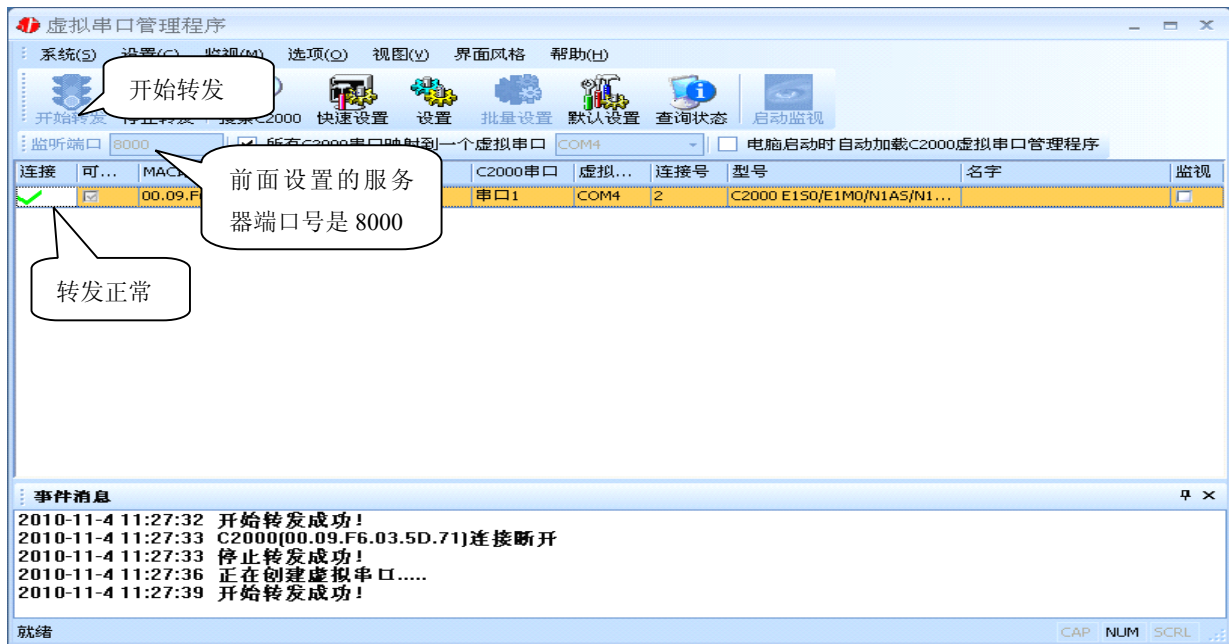 虚拟串口管理程序
系统(S) 设置(C) 监视(M) 选项(O) 视图(V) 界面风格 帮助(H)
开始转发
开始转发 停止转发 搜索C2000 快速设置 设置 批量设置 默认设置 查询状态 启动监视
监听端口 8000 所有C2000串口映射到一个虚拟串口 COM4 电脑启动时自动加载C2000虚拟串口管理程序
连接 可... MAC C2000串口 虚拟... 连接号 型号 名字 监视
00.09.F 串口1 COM4 2 C2000 E1S0/E1M0/N1A5/N1...
前面设置的服务
器端口号是 8000
转发正常
事件消息
2010-11-4 11:27:32 开始转发成功!
2010-11-4 11:27:33 C2000(00.09.F6.03.5D.71)连接断开
2010-11-4 11:27:33 停止转发成功!
2010-11-4 11:27:36 正在创建虚拟串口.....
2010-11-4 11:27:39 开始转发成功!
就绪 CAP NUM SCRL